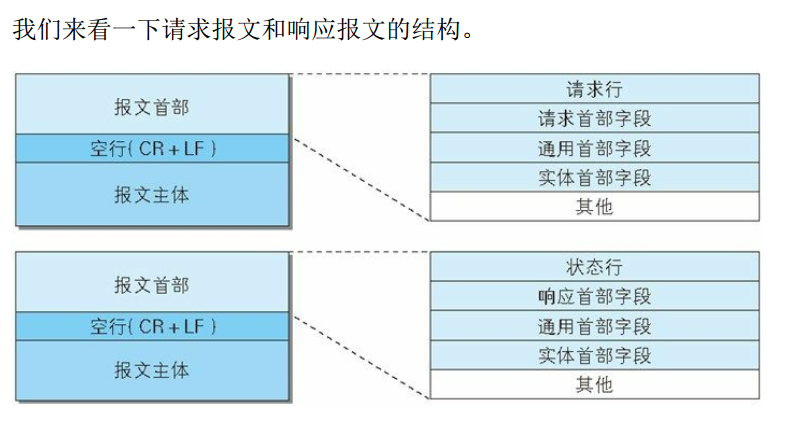 我们来看一下请求报文和响应报文的结构。
报文首部
空行(CR+LF)
报文主体
请求行
请求首部字段
通用首部字段
实体首部字段
其他
报文首部
空行(CR+LF)
报文主体
状态行
响应首部字段
通用首部字段
实体首部字段
其他